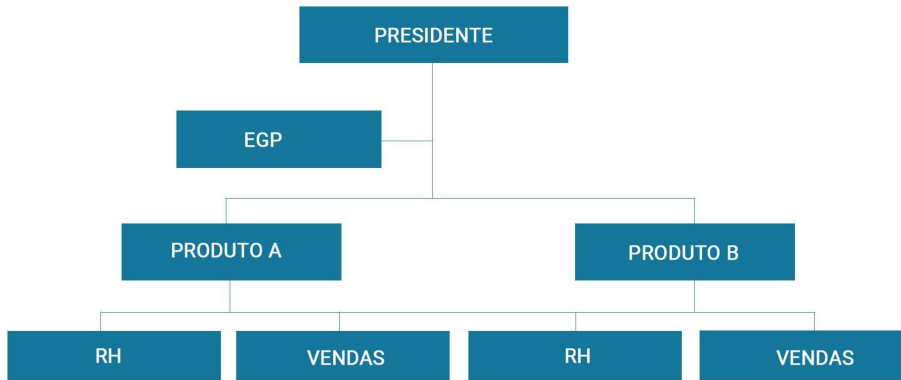 PRESIDENTE
EGP
PRODUTO A
PRODUTO B
RH
VENDAS
RH
VENDAS